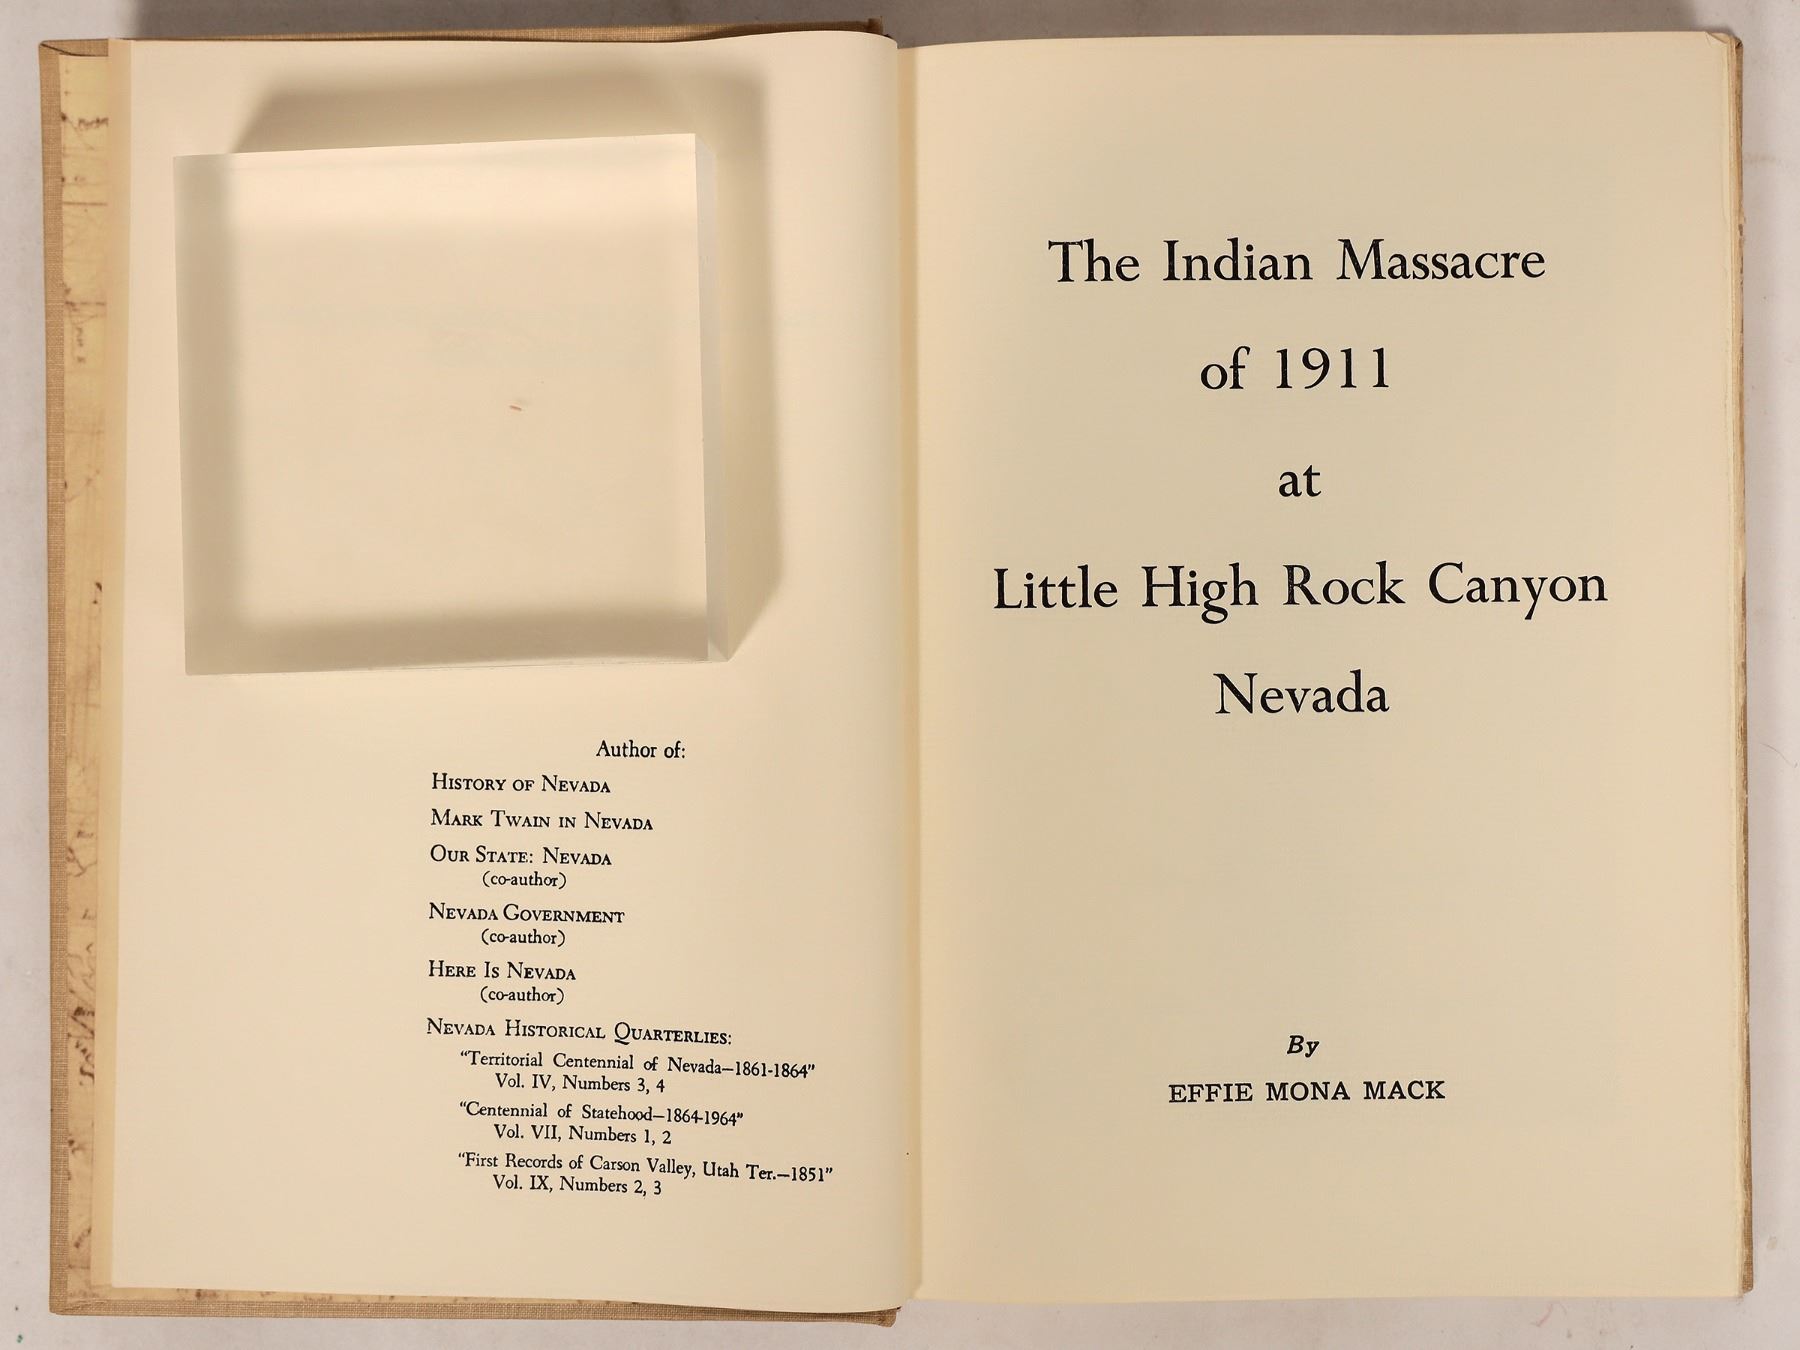 Author of:
HISTORY OF NEVADA
MARK TWAIN IN NEVADA
OUR STATE: NEVADA
(co-author)
NEVADA GOVERNMENT
(co-author)
HERE IS NEVADA
(co-author)
NEVADA HISTORICAL QUARTERLIES:
"Territorial Centennial of Nevada—1861-1864"
Vol. IV, Numbers 3, 4
"Centennial of Statehood—1864-1964"
Vol. VII, Numbers 1, 2
"First Records of Carson Valley, Utah Ter.—1851"
Vol. IX, Numbers 2, 3
The Indian Massacre
of 1911
at
Little High Rock Canyon
Nevada
By
EFFIE MONA MACK